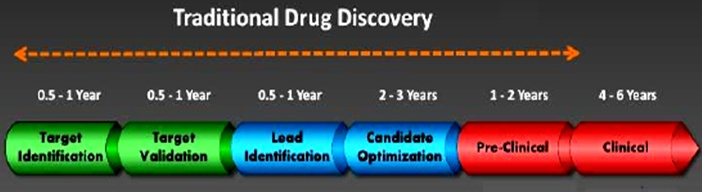 Traditional Drug Discovery
0.5 - 1 Year
0.5 - 1 Year
0.5 - 1 Year
2 - 3 Years
1 - 2 Years
4 - 6 Years
Target
Identification
Target
Validation
Lead
Identification
Candidate
Optimization
Pre-Clinical
Clinical